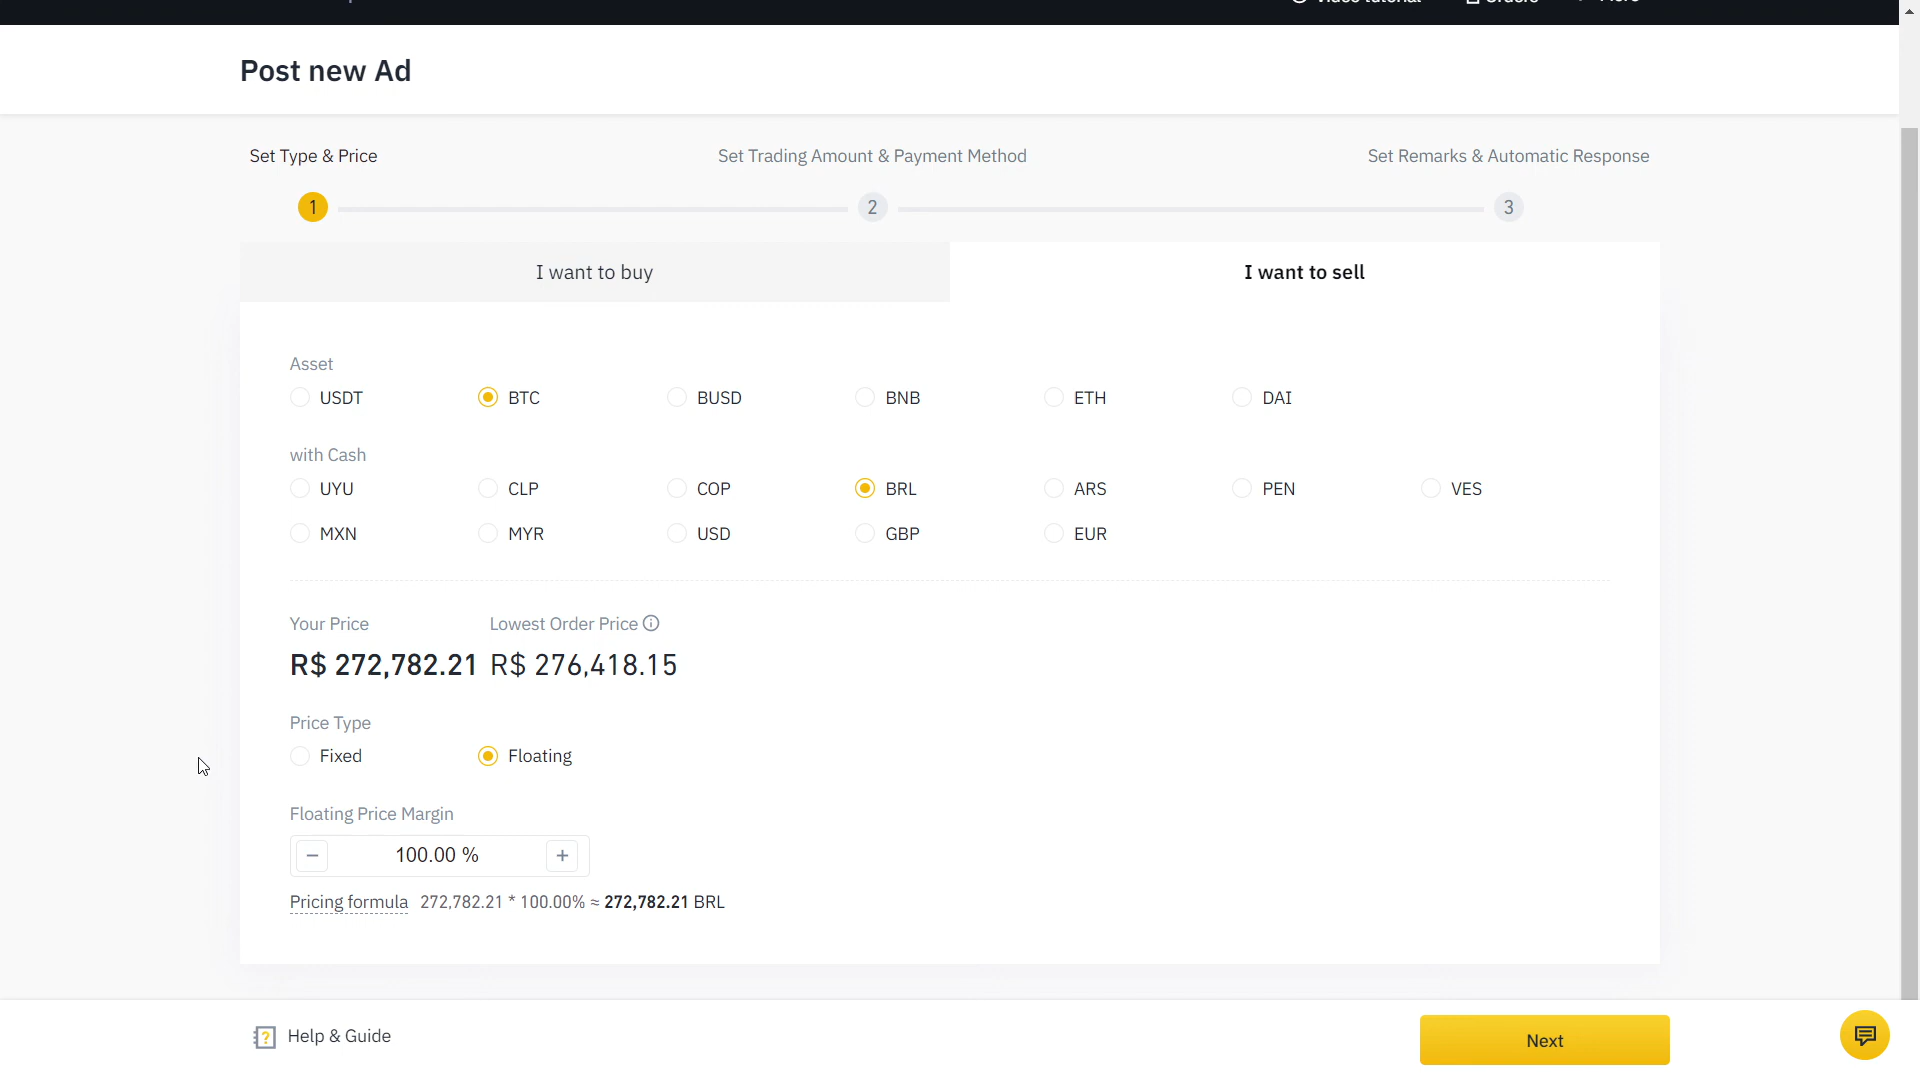 Post new Ad
Set Type & Price
Set Trading Amount & Payment Method
Set Remarks & Automatic Response
1
2
3
I want to buy
I want to sell
Asset
USDT
BTC
BUSD
BNB
ETH
DAI
with Cash
UYU
CLP
COP
BRL
ARS
PEN
VES
MXN
MYR
USD
GBP
EUR
Your Price
Lowest Order Price
R$ 272,782.21
R$ 276,418.15
Price Type
Fixed
Floating
Floating Price Margin
− 100.00 % +
Pricing formula 272,782.21 * 100.00% ≈ 272,782.21 BRL
Help & Guide
Next